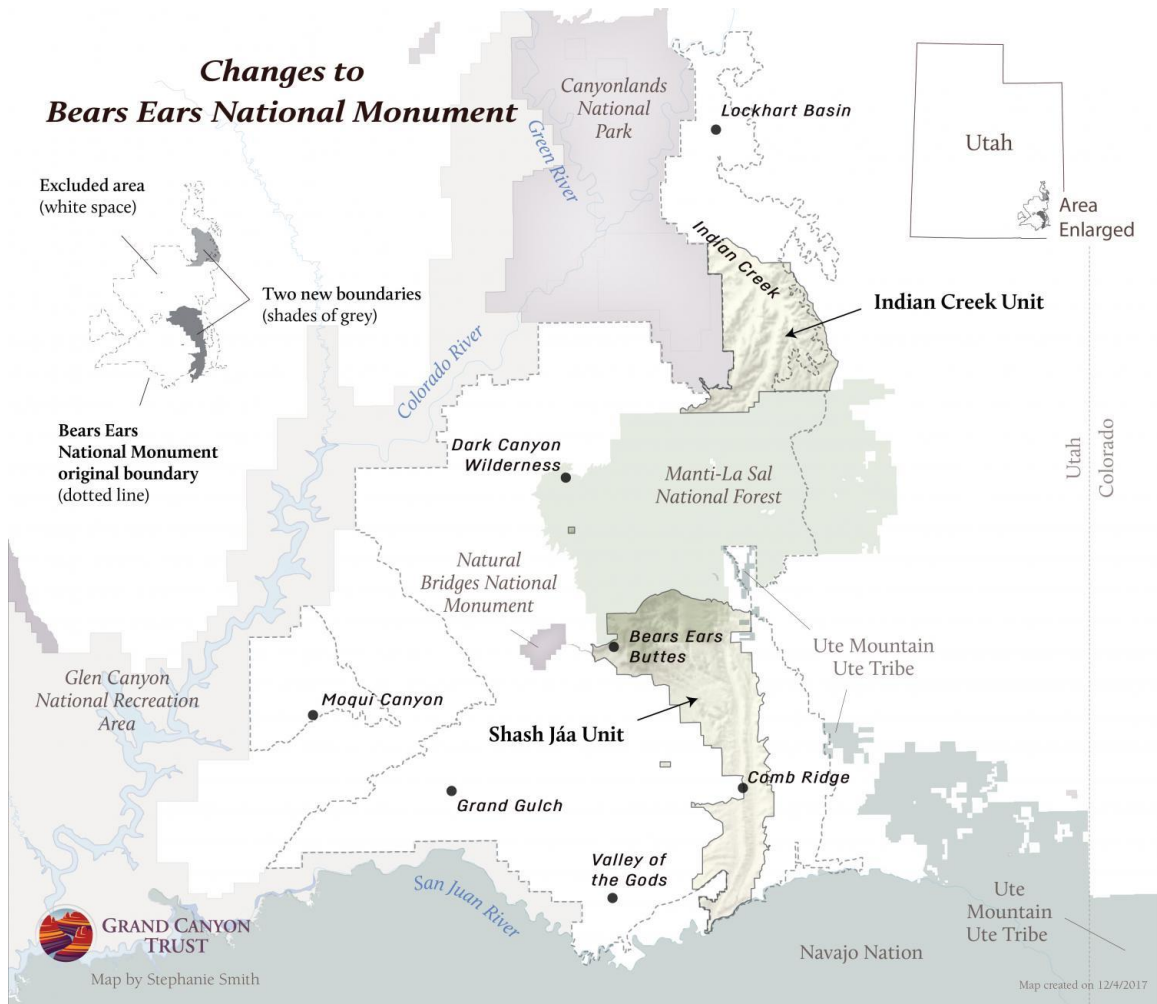 Changes to
Bears Ears National Monument
Excluded area
(white space)
Two new boundaries
(shades of grey)
Bears Ears
National Monument
original boundary
(dotted line)
Canyonlands
National
Park
Green River
Lockhart Basin
Utah
Area
Enlarged
Indian Creek
Indian Creek Unit
Colorado River
Dark Canyon
Wilderness
Manti-La Sal
National Forest
Utah
Colorado
Natural
Bridges National
Monument
Bears Ears
Buttes
Ute Mountain
Ute Tribe
Glen Canyon
National Recreation
Area
Moqui Canyon
Shash Jáa Unit
Comb Ridge
Grand Gulch
Valley of
the Gods
San Juan River
Ute
Mountain
Ute Tribe
Navajo Nation
GRAND CANYON
TRUST
Map by Stephanie Smith
Map created on 12/4/2017